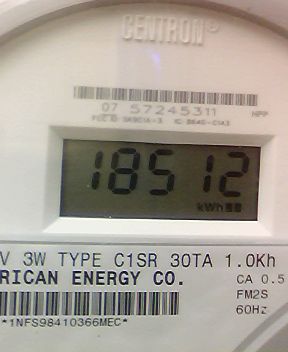 CENTRON®
07 57245311
HPP
18512
kWh
V 3W TYPE C1SR 30TA 1.0Kh
RICAN ENERGY CO.
CA 0.5
FM2S
60Hz
*1NFS98410366MEC*